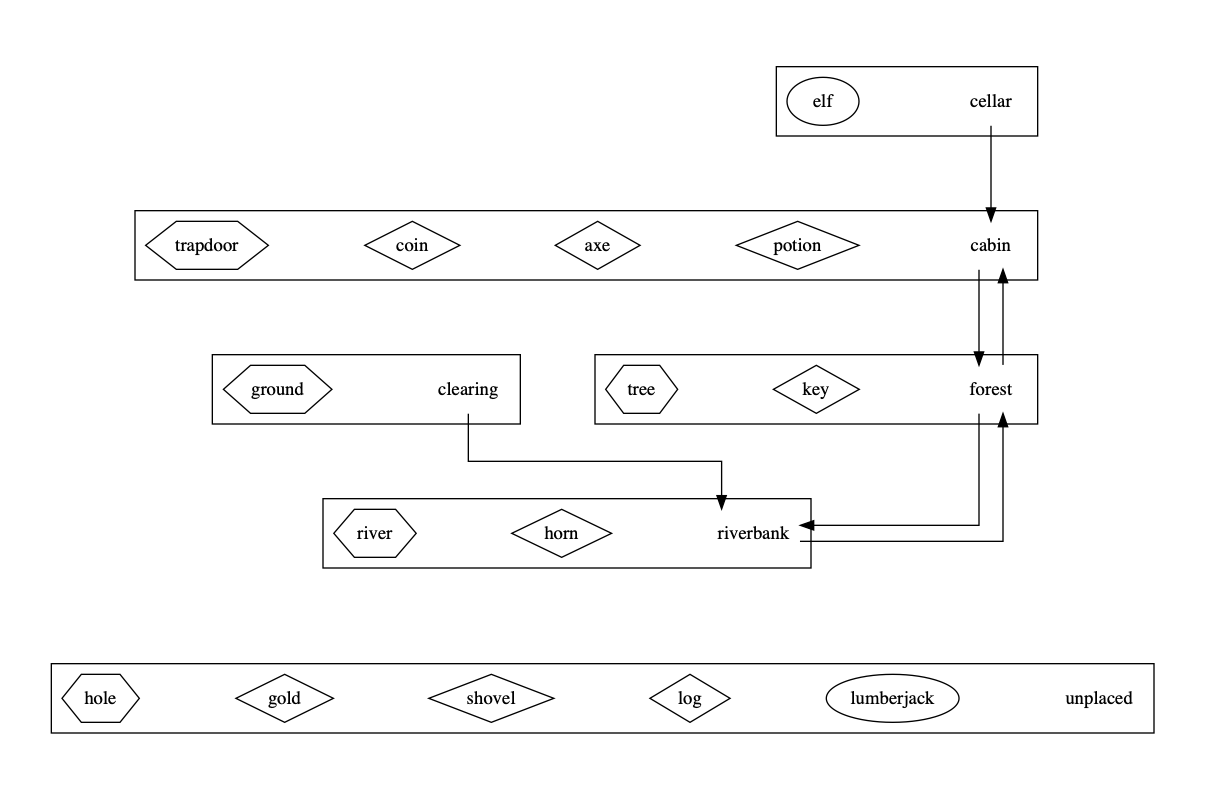 elf cellar
trapdoor coin axe potion cabin
ground clearing tree key forest
river horn riverbank
hole gold shovel log lumberjack unplaced